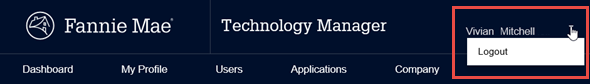 Fannie Mae® Technology Manager
Vivian Mitchell
Logout
Dashboard My Profile Users Applications Company